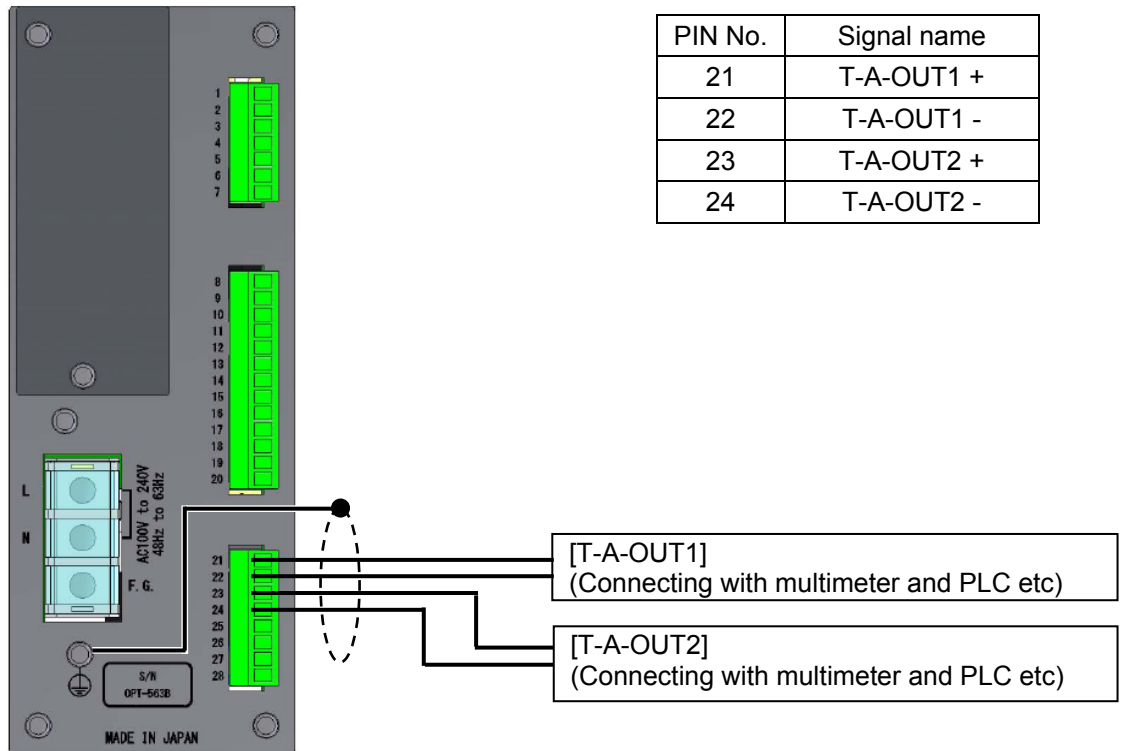 PIN No. Signal name
21 T-A-OUT1 +
22 T-A-OUT1 -
23 T-A-OUT2 +
24 T-A-OUT2 -
1
2
3
4
5
6
7
8
9
10
11
12
13
14
15
16
17
18
19
20
L
N
AC100V to 240V
48Hz to 63Hz
F.G.
21
22
23
24
25
26
27
28
[T-A-OUT1]
(Connecting with multimeter and PLC etc)
[T-A-OUT2]
(Connecting with multimeter and PLC etc)
S/N
OPT-563B
MADE IN JAPAN